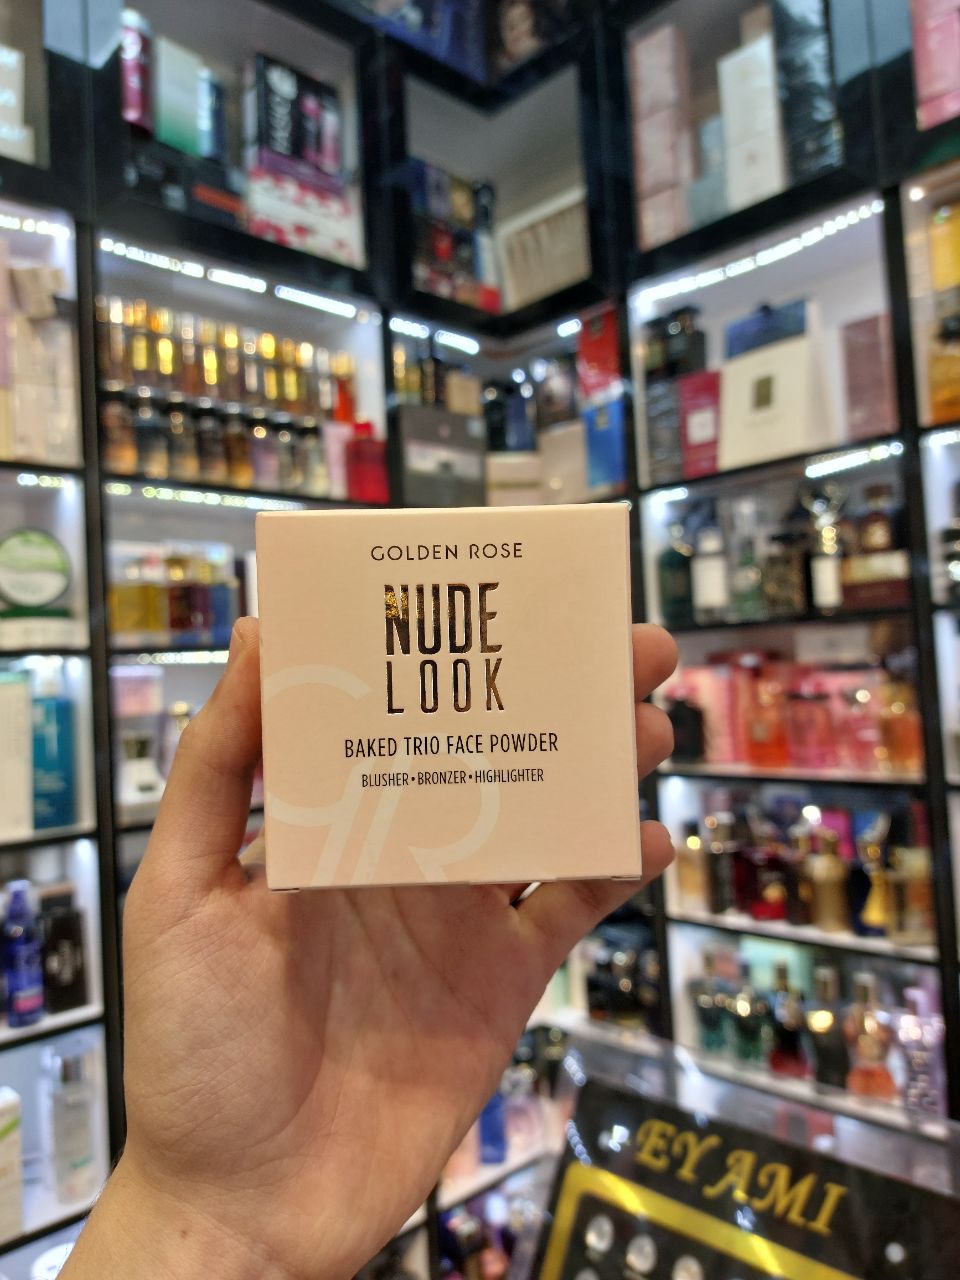 GOLDEN ROSE
NUDE
LOOK
BAKED TRIO FACE POWDER
BLUSHER•BRONZER•HIGHLIGHTER
EYAMI